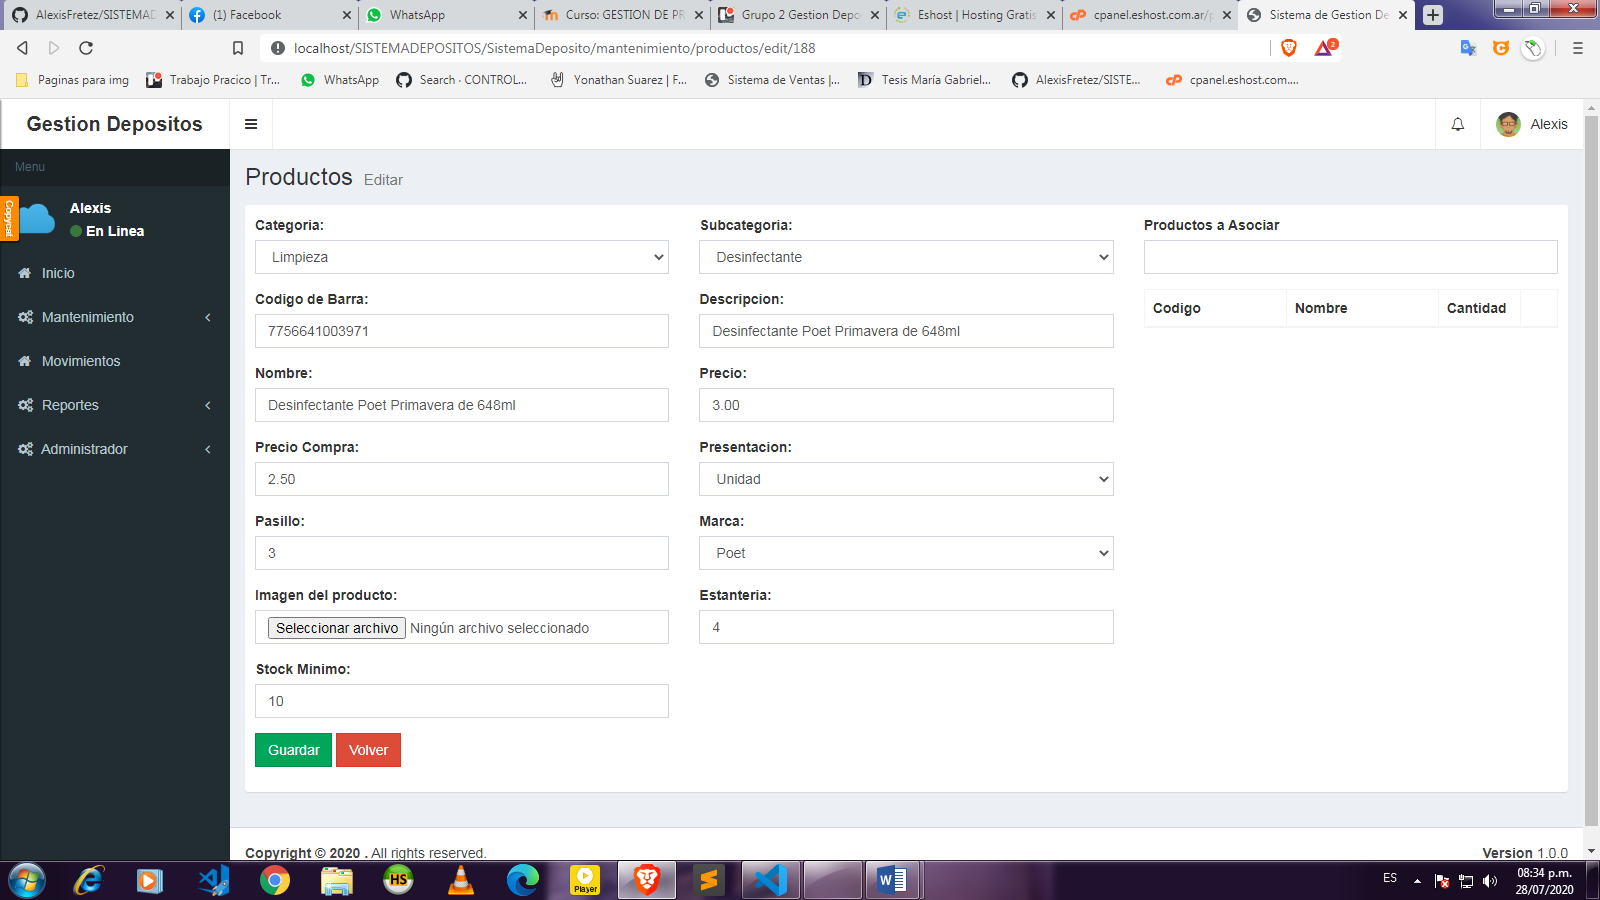 AlexisFretez/SISTEMAD
(1) Facebook
WhatsApp
Curso: GESTION DE PR
Grupo 2 Gestion Depo
Eshost | Hosting Gratis
cpanel.eshost.com.ar/p
Sistema de Gestion De
localhost/SISTEMADEPOSITOS/SistemaDeposito/mantenimiento/productos/edit/188
2
Paginas para img
Trabajo Pracico | Tr...
WhatsApp
Search · CONTROL...
Yonathan Suarez | F...
Sistema de Ventas |...
Tesis María Gabriel...
AlexisFretez/SISTE...
cpanel.eshost.com....
Gestion Depositos
Alexis
Menu
Copycat
Alexis
En Linea
Inicio
Mantenimiento
Movimientos
Reportes
Administrador
Productos Editar
Categoria:
Limpieza
Subcategoria:
Desinfectante
Productos a Asociar
Codigo Nombre Cantidad
Codigo de Barra:
7756641003971
Descripcion:
Desinfectante Poet Primavera de 648ml
Nombre:
Desinfectante Poet Primavera de 648ml
Precio:
3.00
Precio Compra:
2.50
Presentacion:
Unidad
Pasillo:
3
Marca:
Poet
Imagen del producto:
Seleccionar archivo Ningún archivo seleccionado
Estanteria:
4
Stock Minimo:
10
Guardar Volver
Copyright © 2020 . All rights reserved.
Version 1.0.0
HS
Player
ES
08:34 p.m.
28/07/2020